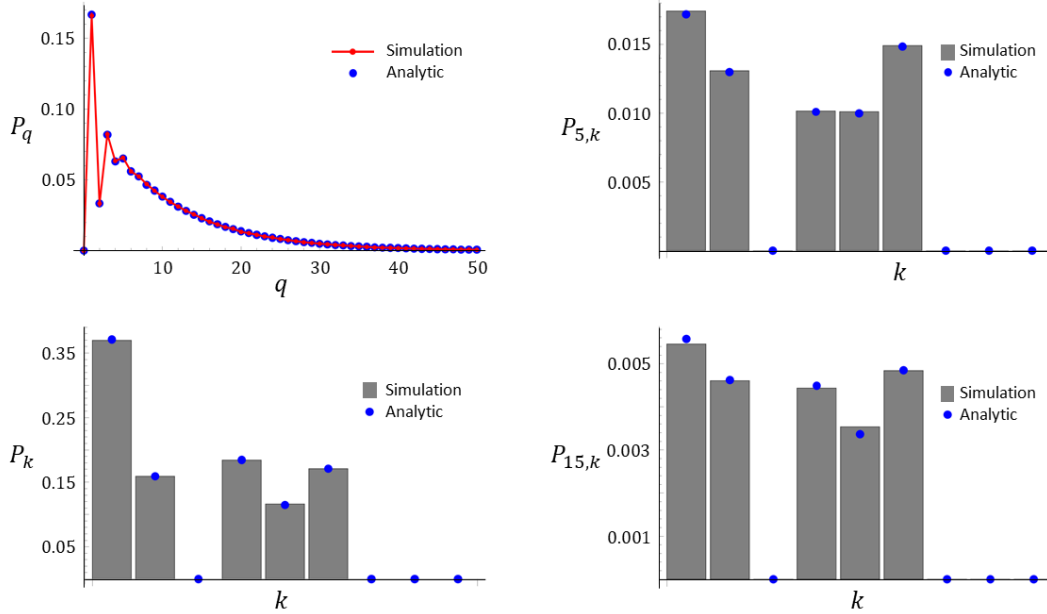 0.15
0.10
0.05
P_q
Simulation
Analytic
10
20
30
40
50
q
0.015
0.010
0.005
P_{5,k}
Simulation
Analytic
k
0.35
0.25
0.15
0.05
P_k
Simulation
Analytic
k
0.005
0.003
0.001
P_{15,k}
Simulation
Analytic
k